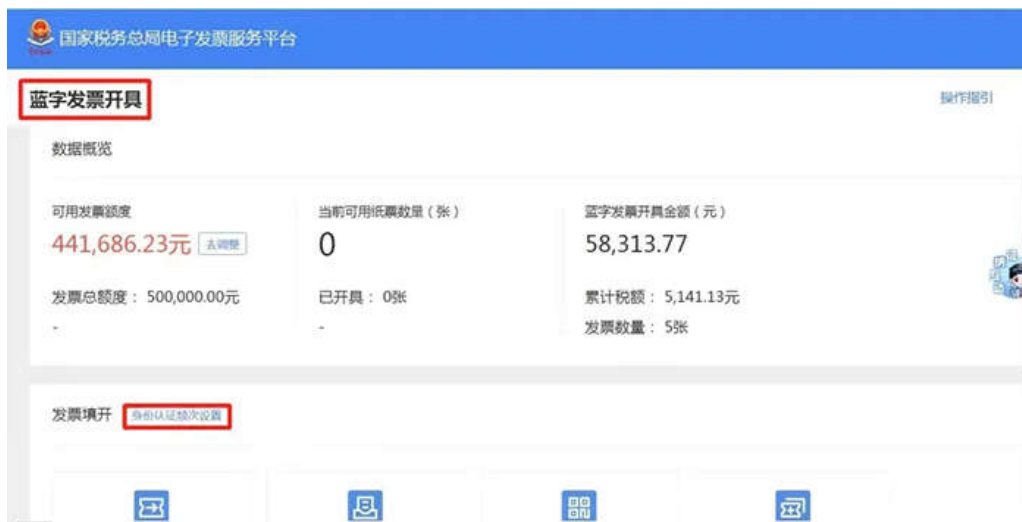 国家税务总局电子发票服务平台
蓝字发票开具
操作指引
数据概览
可用发票额度
当前可用纸票数量(张)
蓝字发票开具金额(元)
441,686.23元 去调整
0
58,313.77
发票总额度: 500,000.00元
已开具: 0张
累计税额: 5,141.13元
-
-
发票数量: 5张
发票填开 身份认证频次设置